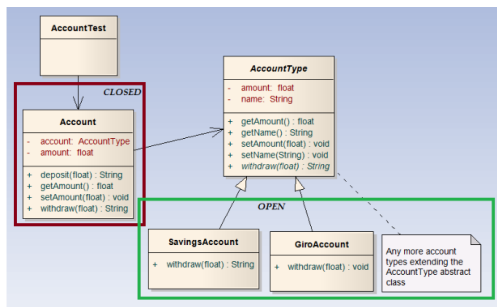 AccountTest
CLOSED
Account
- account: AccountType
- amount: float
+ deposit(float) : String
+ getAmount() : float
+ setAmount(float) : void
+ withdraw(float) : String
AccountType
- amount: float
- name: String
+ getAmount() : float
+ getName() : String
+ setAmount(float) : void
+ setName(String) : void
+ withdraw(float) : String
OPEN
SavingsAccount
+ withdraw(float) : String
GiroAccount
+ withdraw(float) : void
Any more account
types extending the
AccountType abstract
class